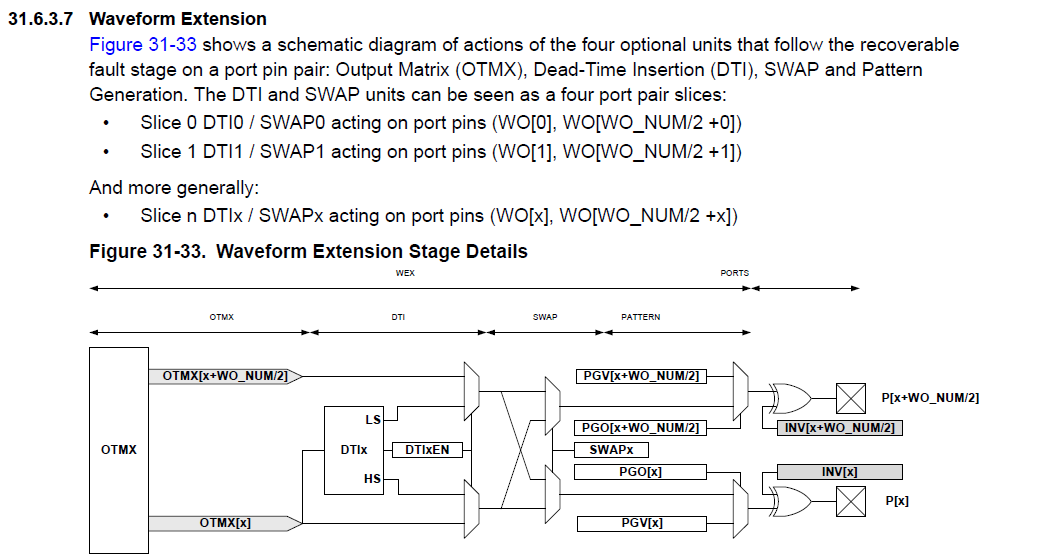 31.6.3.7 Waveform Extension
Figure 31-33 shows a schematic diagram of actions of the four optional units that follow the recoverable
fault stage on a port pin pair: Output Matrix (OTMX), Dead-Time Insertion (DTI), SWAP and Pattern
Generation. The DTI and SWAP units can be seen as a four port pair slices:
• Slice 0 DTI0 / SWAP0 acting on port pins (WO[0], WO[WO_NUM/2 +0])
• Slice 1 DTI1 / SWAP1 acting on port pins (WO[1], WO[WO_NUM/2 +1])
And more generally:
• Slice n DTIx / SWAPx acting on port pins (WO[x], WO[WO_NUM/2 +x])
Figure 31-33. Waveform Extension Stage Details
WEX PORTS
OTMX DTI SWAP PATTERN
OTMX[x+WO_NUM/2] PGV[x+WO_NUM/2]
P[x+WO_NUM/2]
LS PGO[x+WO_NUM/2] INV[x+WO_NUM/2]
OTMX DTIx DTIxEN SWAPx
HS PGO[x] INV[x]
P[x]
OTMX[x] PGV[x]